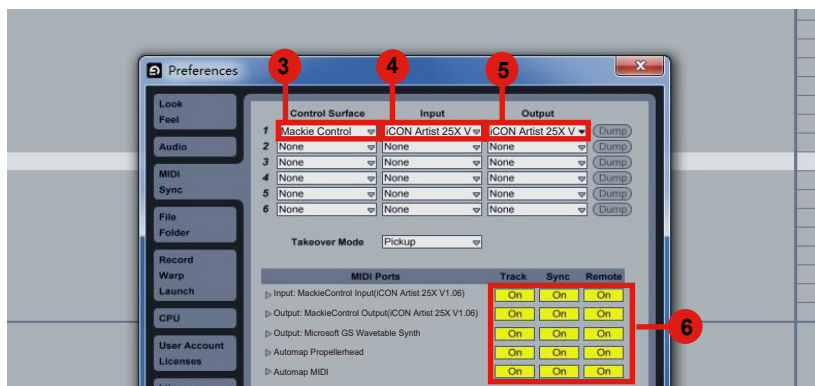 Preferences
3
4
5
Look
Feel
Audio
MIDI
Sync
File
Folder
Record
Warp
Launch
CPU
User Account
Licenses
Control Surface Input Output
1 Mackie Control iCON Artist 25X V iCON Artist 25X V Dump
2 None None None Dump
3 None None None Dump
4 None None None Dump
5 None None None Dump
6 None None None Dump
Takeover Mode Pickup
MIDI Ports Track Sync Remote
Input: MackieControl Input(iCON Artist 25X V1.06) On On On
Output: MackieControl Output(iCON Artist 25X V1.06) On On On
Output: Microsoft GS Wavetable Synth On On On
Automap Propellerhead On On On
Automap MIDI On On On
6